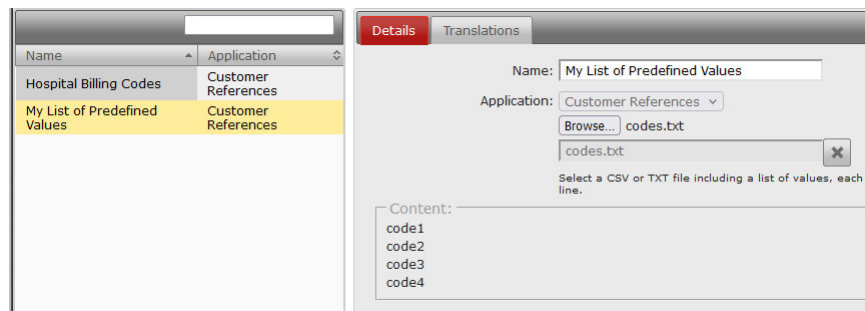 Name
Application
Hospital Billing Codes
Customer
References
My List of Predefined
Values
Customer
References
Details
Translations
Name: My List of Predefined Values
Application: Customer References
Browse... codes.txt
codes.txt
Select a CSV or TXT file including a list of values, each
line.
Content:
code1
code2
code3
code4